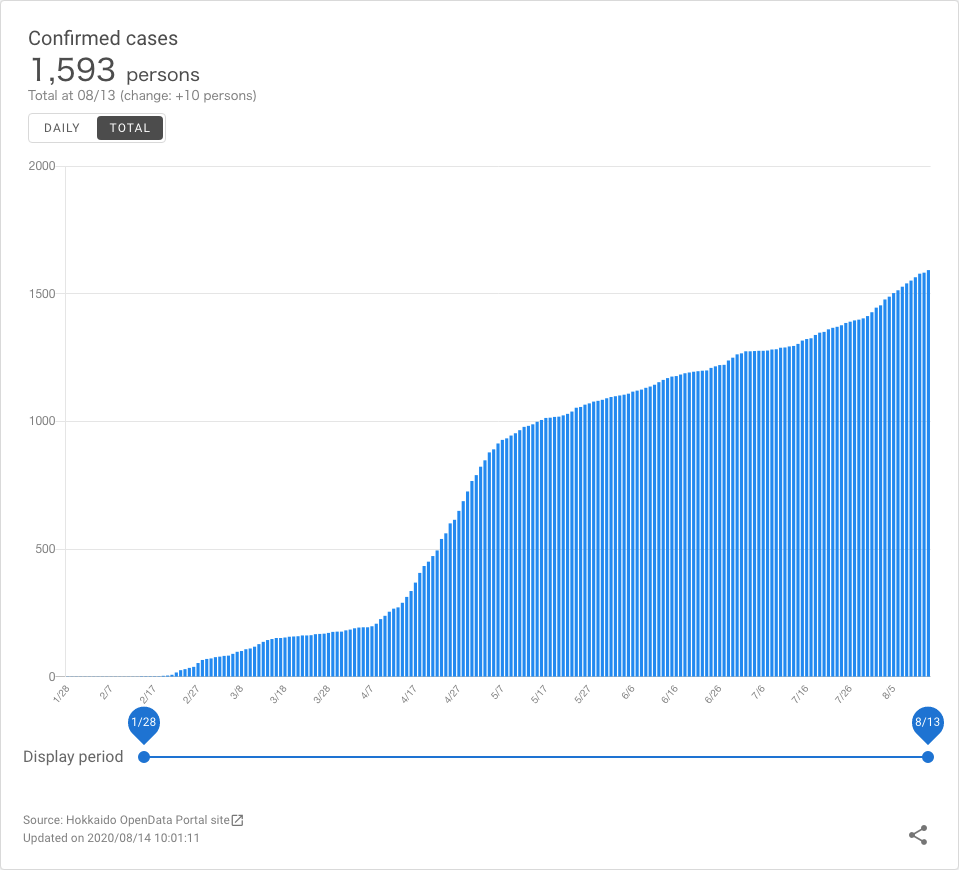 Confirmed cases
1,593 persons
Total at 08/13 (change: +10 persons)
DAILY TOTAL
2000
1500
1000
500
0
1/28 2/7 2/17 2/27 3/8 3/18 3/28 4/7 4/17 4/27 5/7 5/17 5/27 6/6 6/16 6/26 7/6 7/16 7/26 8/5
1/28 8/13
Display period
Source: Hokkaido OpenData Portal site
Updated on 2020/08/14 10:01:11